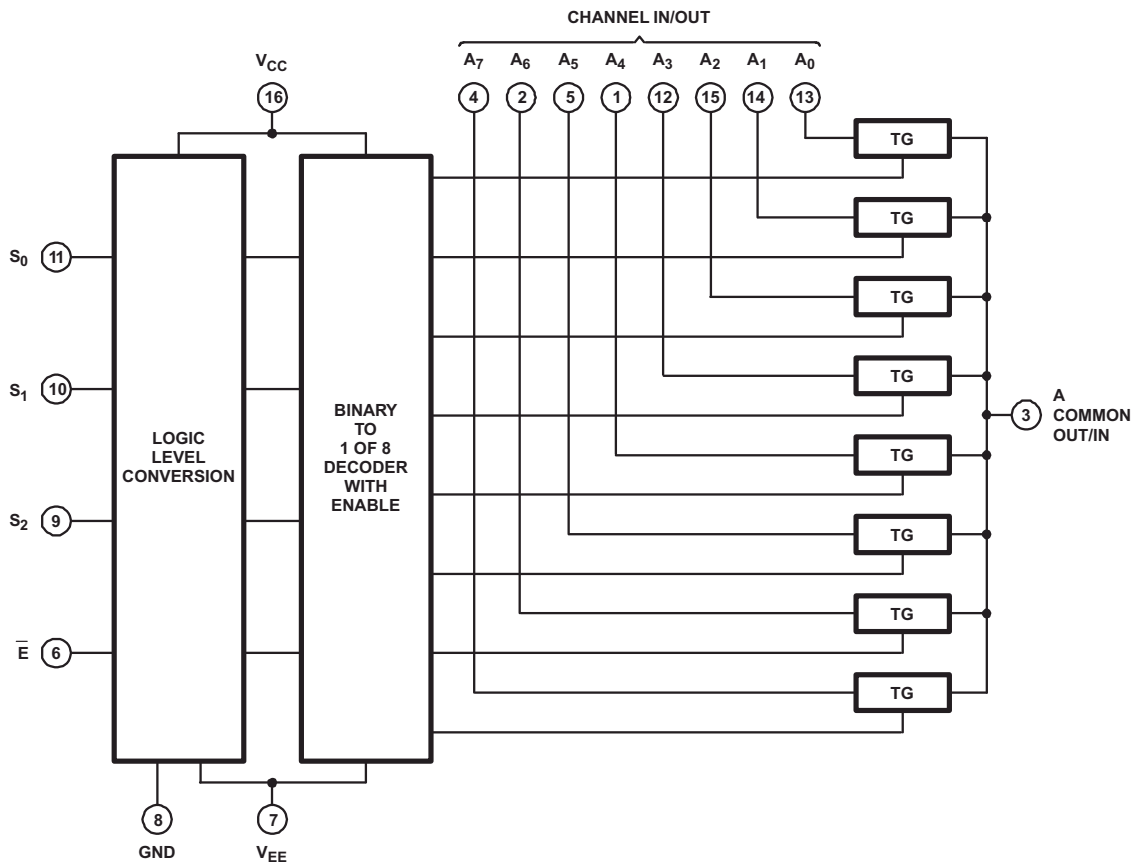 CHANNEL IN/OUT
VCC A7 A6 A5 A4 A3 A2 A1 A0
16 4 2 5 1 12 15 14 13
TG
TG
S0 11
TG
TG
S1 10
LOGIC
LEVEL
CONVERSION
BINARY
TO
1 OF 8
DECODER
WITH
ENABLE
3 A
COMMON
OUT/IN
TG
S2 9
TG
TG
E̅ 6
TG
8 7
GND VEE